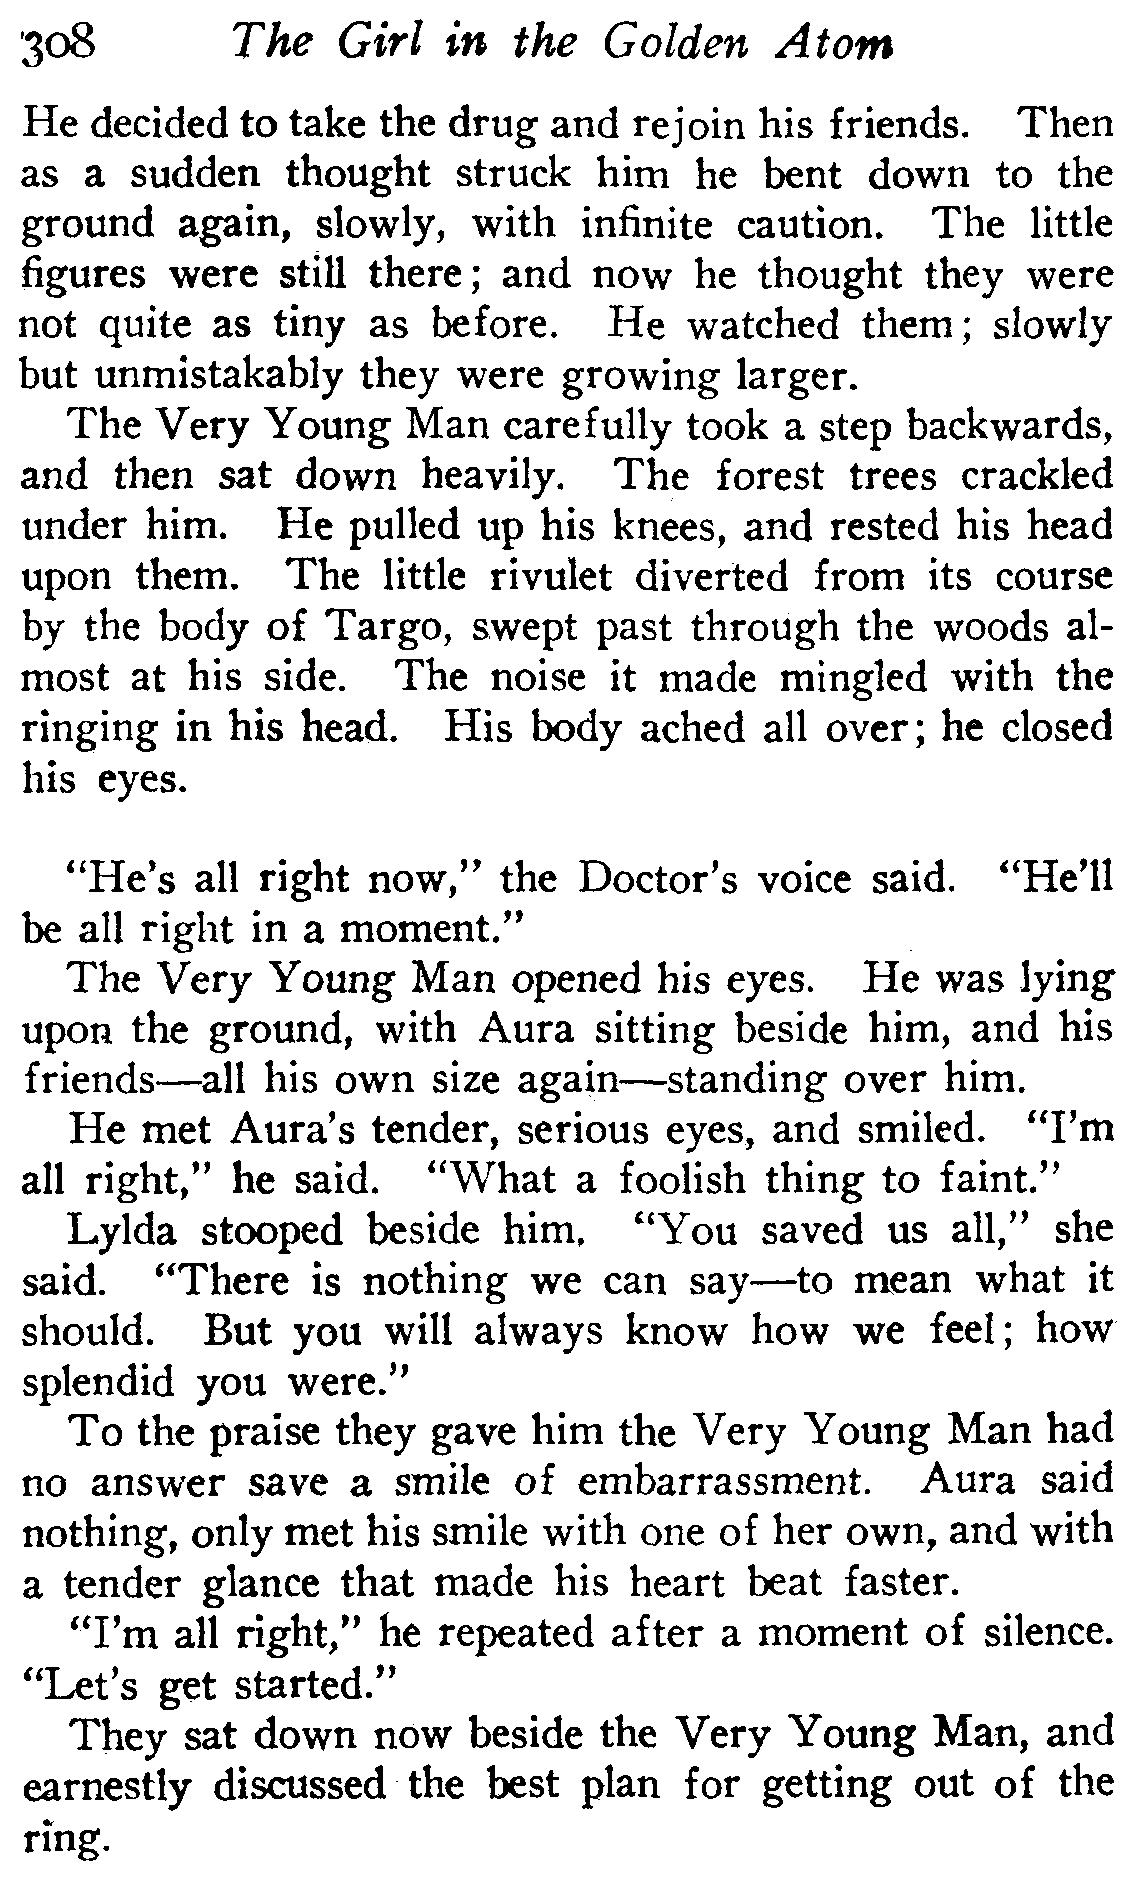 308 The Girl in the Golden Atom
He decided to take the drug and rejoin his friends. Then
as a sudden thought struck him he bent down to the
ground again, slowly, with infinite caution. The little
figures were still there; and now he thought they were
not quite as tiny as before. He watched them; slowly
but unmistakably they were growing larger.
The Very Young Man carefully took a step backwards,
and then sat down heavily. The forest trees crackled
under him. He pulled up his knees, and rested his head
upon them. The little rivulet diverted from its course
by the body of Targo, swept past through the woods al-
most at his side. The noise it made mingled with the
ringing in his head. His body ached all over; he closed
his eyes.
"He's all right now," the Doctor's voice said. "He'll
be all right in a moment."
The Very Young Man opened his eyes. He was lying
upon the ground, with Aura sitting beside him, and his
friends—all his own size again—standing over him.
He met Aura's tender, serious eyes, and smiled. "I'm
all right," he said. "What a foolish thing to faint."
Lylda stooped beside him. "You saved us all," she
said. "There is nothing we can say—to mean what it
should. But you will always know how we feel; how
splendid you were."
To the praise they gave him the Very Young Man had
no answer save a smile of embarrassment. Aura said
nothing, only met his smile with one of her own, and with
a tender glance that made his heart beat faster.
"I'm all right," he repeated after a moment of silence.
"Let's get started."
They sat down now beside the Very Young Man, and
earnestly discussed the best plan for getting out of the
ring.